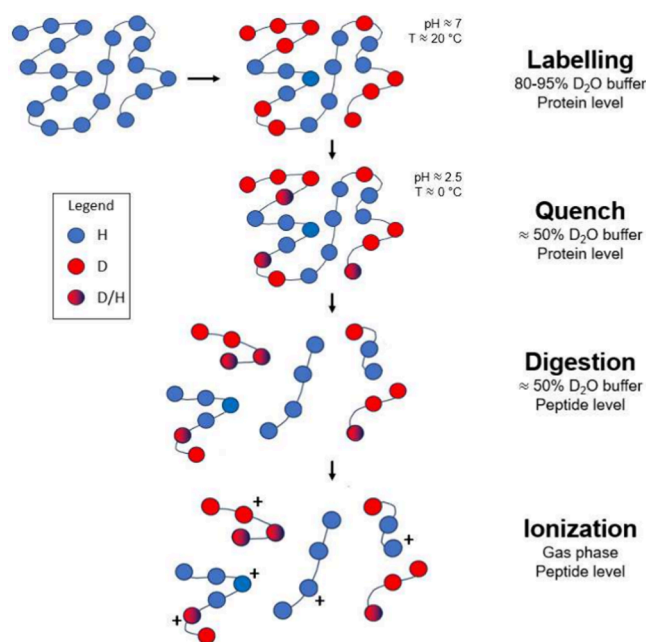 pH ≈ 7
T ≈ 20 °C
Labelling
80-95% D₂O buffer
Protein level
pH ≈ 2.5
T ≈ 0 °C
Quench
≈ 50% D₂O buffer
Protein level
Legend
H
D
D/H
Digestion
≈ 50% D₂O buffer
Peptide level
+
+
+
+
+
Ionization
Gas phase
Peptide level